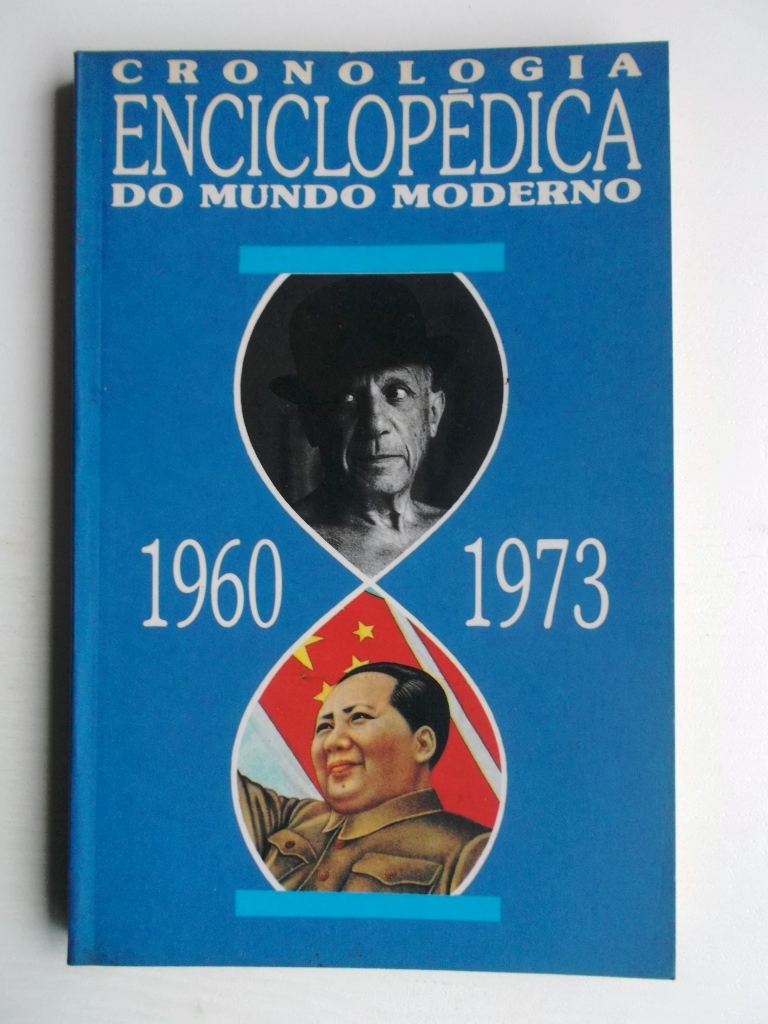 CRONOLOGIA
ENCICLOPÉDICA
DO MUNDO MODERNO
1960 1973